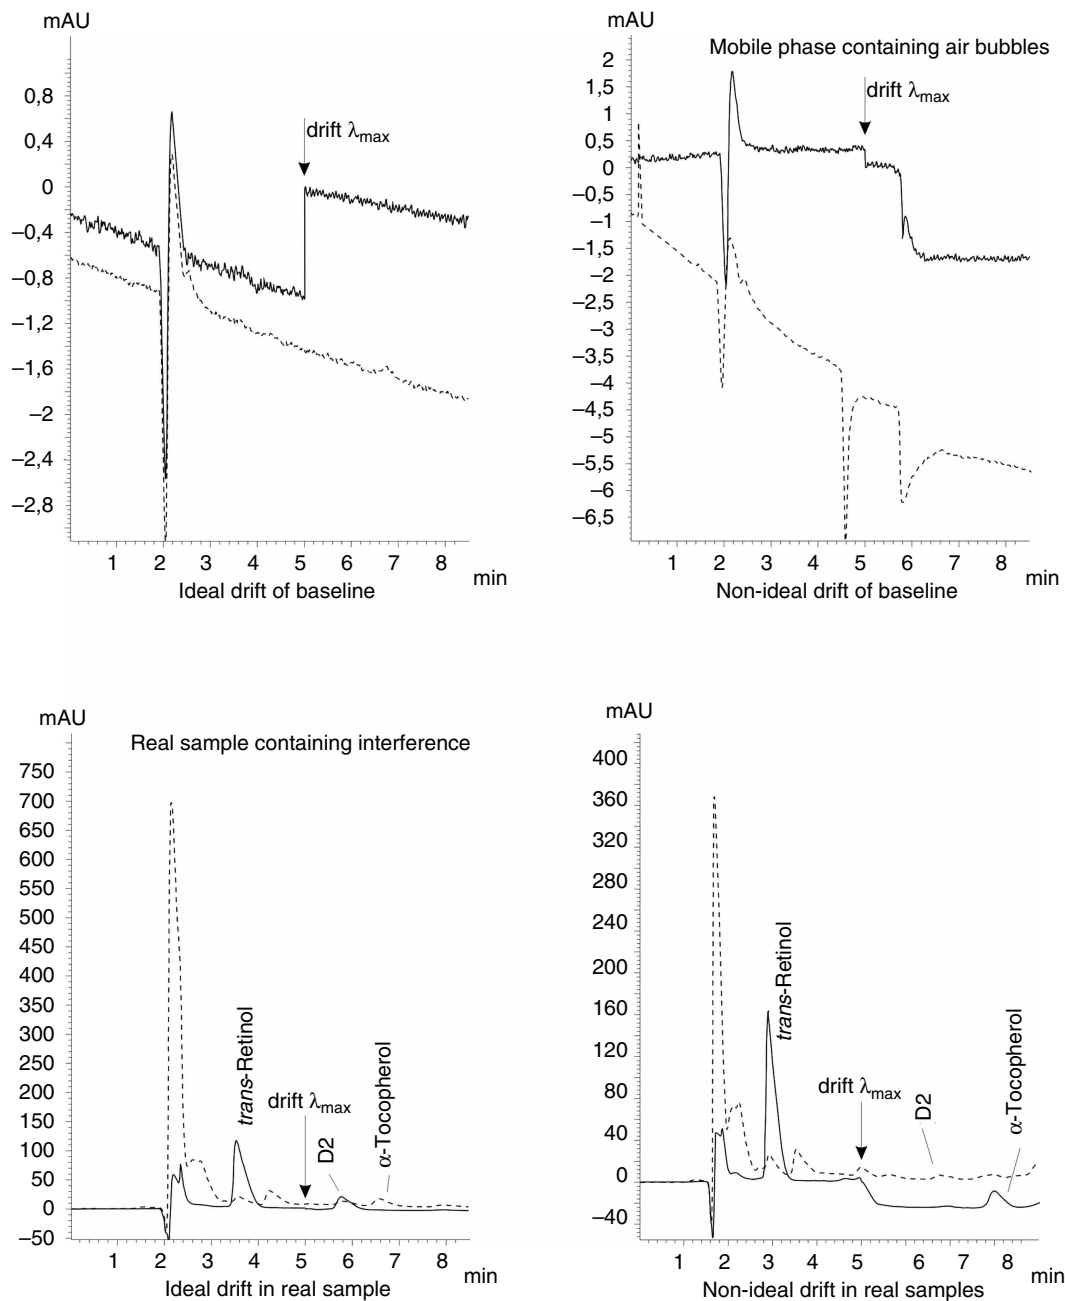 mAU
0,8
0,4
0
–0,4
–0,8
–1,2
–1,6
–2
–2,4
–2,8
drift λmax
1 2 3 4 5 6 7 8 min
Ideal drift of baseline
mAU
Mobile phase containing air bubbles
2
1,5
1
0,5
0
–0,5
–1
–1,5
–2
–2,5
–3
–3,5
–4
–4,5
–5
–5,5
–6
–6,5
drift λmax
1 2 3 4 5 6 7 8 min
Non-ideal drift of baseline
mAU
Real sample containing interference
750
700
650
600
550
500
450
400
350
300
250
200
150
100
50
0
–50
trans-Retinol
drift λmax
D2
α-Tocopherol
1 2 3 4 5 6 7 8 min
Ideal drift in real sample
mAU
400
360
320
280
240
200
160
120
80
40
0
–40
trans-Retinol
drift λmax
D2
α-Tocopherol
1 2 3 4 5 6 7 8 min
Non-ideal drift in real samples